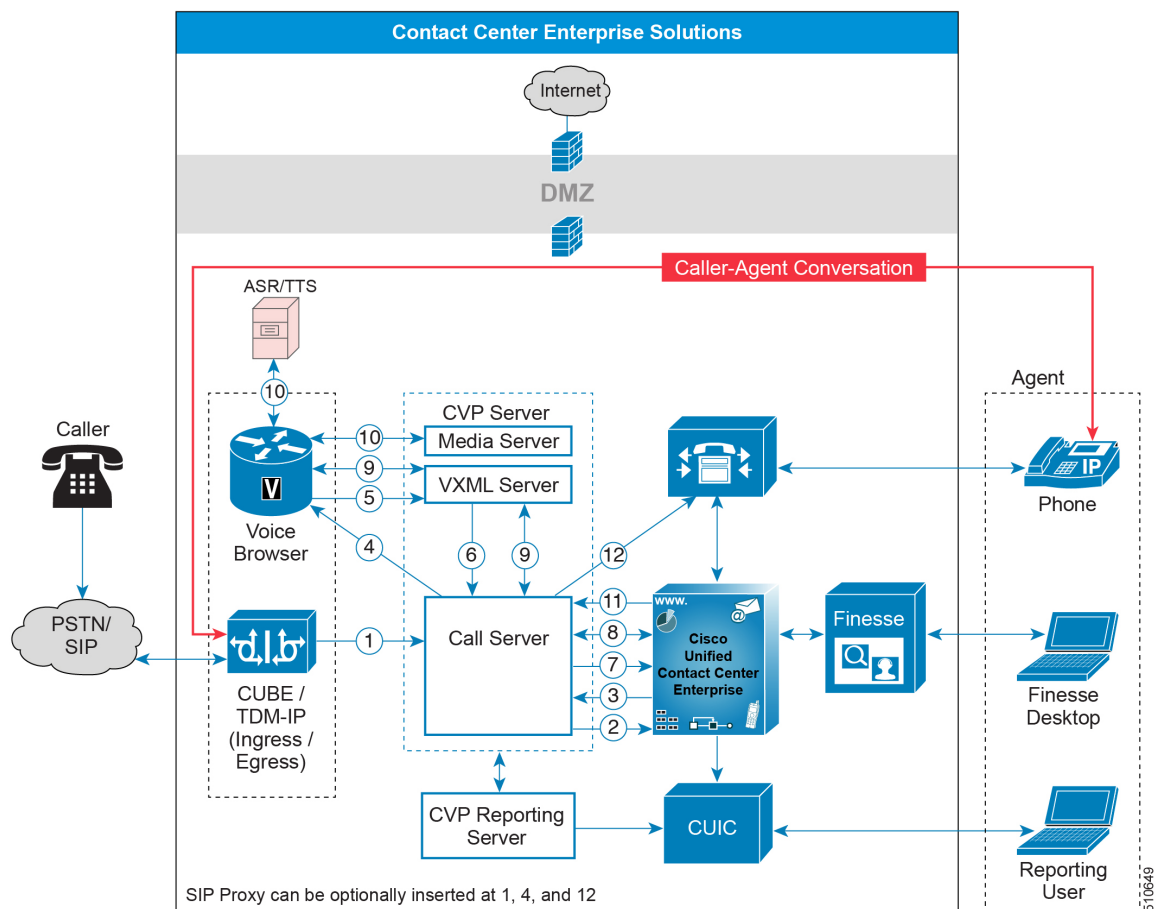 Contact Center Enterprise Solutions
Internet
DMZ
Caller-Agent Conversation
ASR/TTS
10
Agent
Caller
CVP Server
10
Media Server
9
VXML Server
5
V
IP
Phone
Voice
Browser
4
6
9
12
PSTN/
SIP
1
Call Server
11
8
7
3
2
www.
@
Cisco
Unified
Contact Center
Enterprise
Finesse
CUBE /
TDM-IP
(Ingress /
Egress)
Finesse
Desktop
CVP Reporting
Server
CUIC
Reporting
User
SIP Proxy can be optionally inserted at 1, 4, and 12